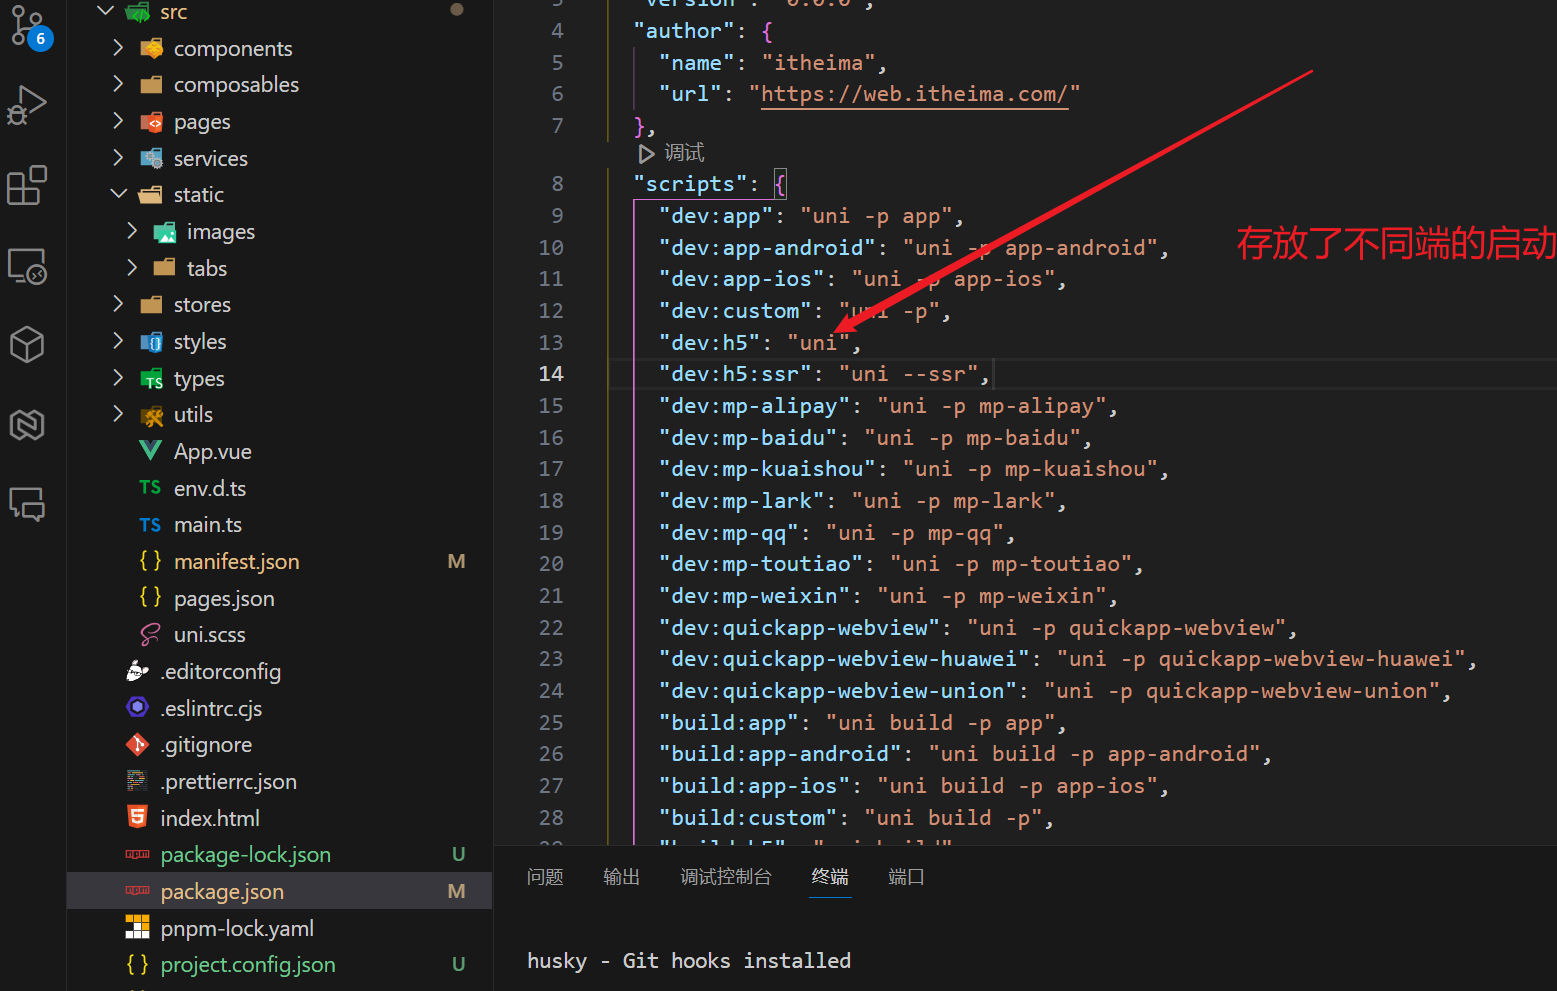 6
src
components
composables
pages
services
static
images
tabs
stores
styles
types
utils
App.vue
TS env.d.ts
TS main.ts
{ } manifest.json M
{ } pages.json
uni.scss
.editorconfig
.eslintrc.cjs
.gitignore
.prettierrc.json
index.html
package-lock.json U
package.json M
pnpm-lock.yaml
{ } project.config.json U
3 "version" "0.0.0",
4 "author": {
5 "name": "itheima",
6 "url": "https://web.itheima.com/"
7 },
调试
8 "scripts": {
9 "dev:app": "uni -p app",
10 "dev:app-android": "uni -p app-android",
11 "dev:app-ios": "uni -p app-ios",
12 "dev:custom": "uni -p",
13 "dev:h5": "uni",
14 "dev:h5:ssr": "uni --ssr",
15 "dev:mp-alipay": "uni -p mp-alipay",
16 "dev:mp-baidu": "uni -p mp-baidu",
17 "dev:mp-kuaishou": "uni -p mp-kuaishou",
18 "dev:mp-lark": "uni -p mp-lark",
19 "dev:mp-qq": "uni -p mp-qq",
20 "dev:mp-toutiao": "uni -p mp-toutiao",
21 "dev:mp-weixin": "uni -p mp-weixin",
22 "dev:quickapp-webview": "uni -p quickapp-webview",
23 "dev:quickapp-webview-huawei": "uni -p quickapp-webview-huawei",
24 "dev:quickapp-webview-union": "uni -p quickapp-webview-union",
25 "build:app": "uni build -p app",
26 "build:app-android": "uni build -p app-android",
27 "build:app-ios": "uni build -p app-ios",
28 "build:custom": "uni build -p",
存放了不同端的启动
问题 输出 调试控制台 终端 端口
husky - Git hooks installed